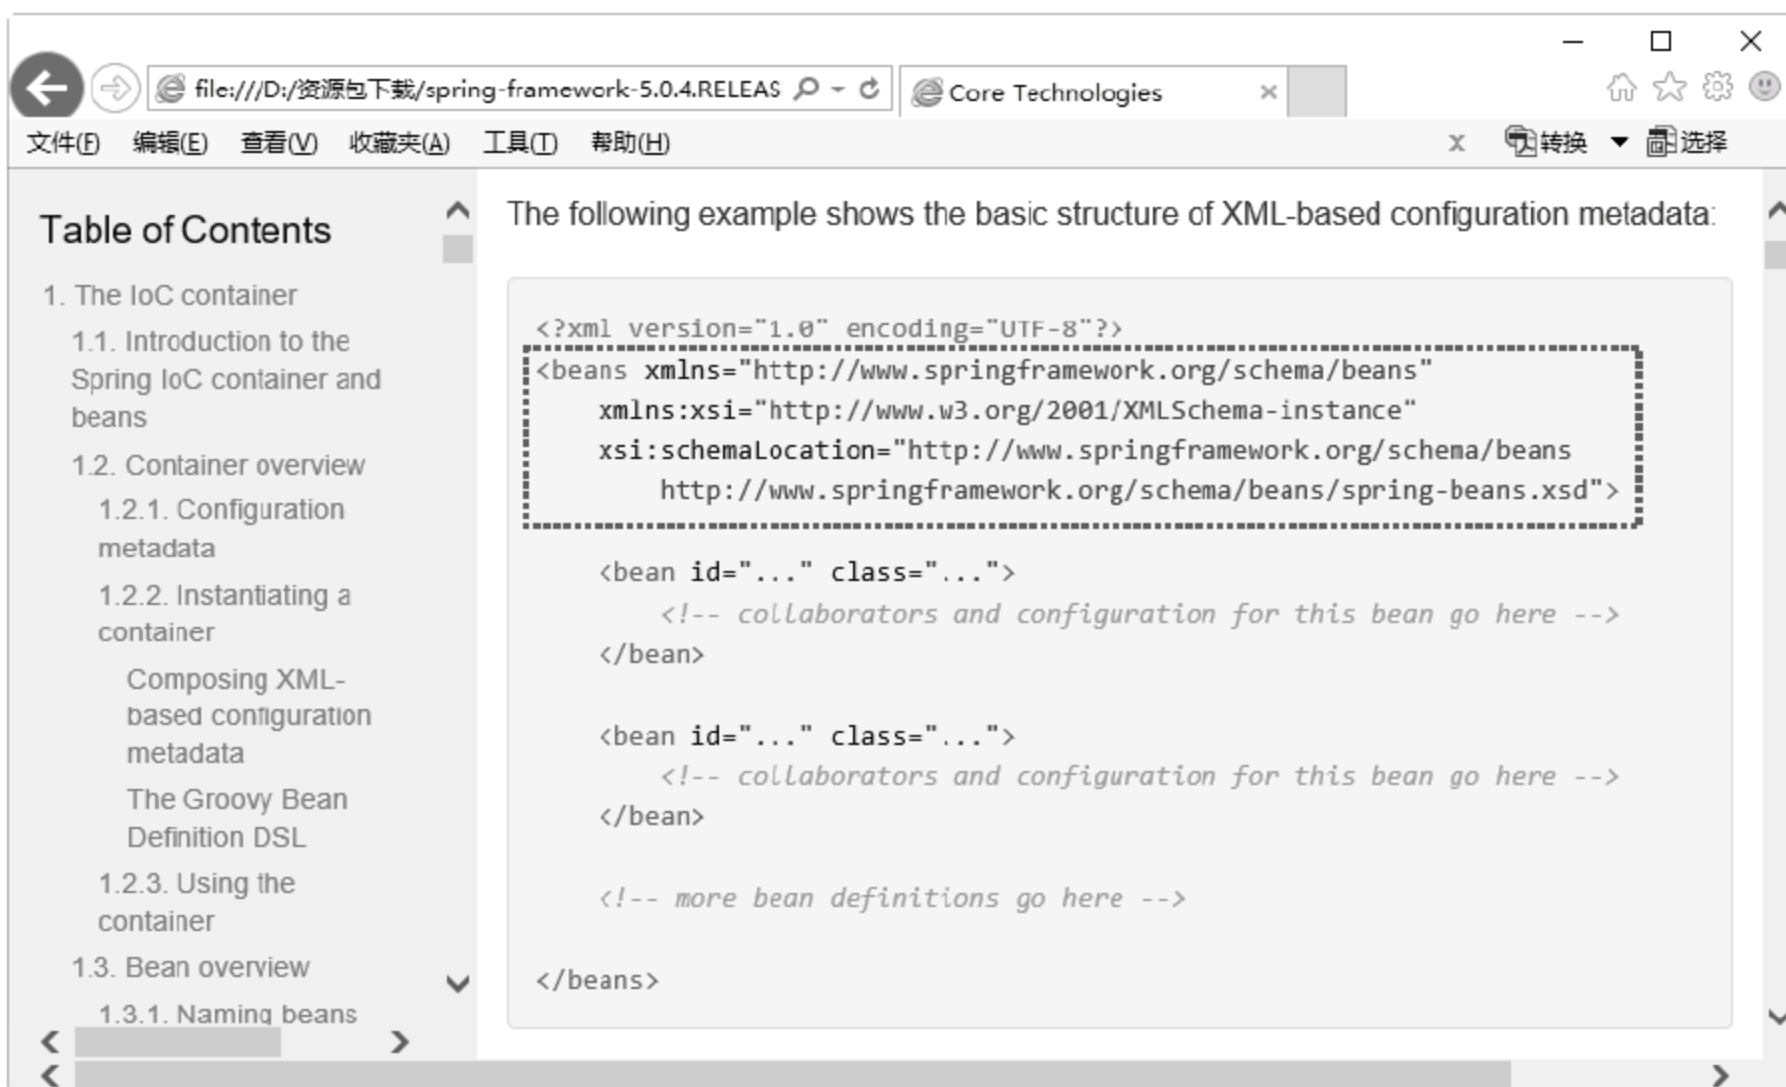 file:///D:/资源包下载/spring-framework-5.0.4.RELEAS
Core Technologies
文件(F) 编辑(E) 查看(V) 收藏夹(A) 工具(T) 帮助(H)
x 转换 选择
Table of Contents
1. The IoC container
1.1. Introduction to the
Spring IoC container and
beans
1.2. Container overview
1.2.1. Configuration
metadata
1.2.2. Instantiating a
container
Composing XML-
based configuration
metadata
The Groovy Bean
Definition DSL
1.2.3. Using the
container
1.3. Bean overview
1.3.1. Naming beans
The following example shows the basic structure of XML-based configuration metadata:
<?xml version="1.0" encoding="UTF-8"?>
<beans xmlns="http://www.springframework.org/schema/beans"
xmlns:xsi="http://www.w3.org/2001/XMLSchema-instance"
xsi:schemaLocation="http://www.springframework.org/schema/beans
http://www.springframework.org/schema/beans/spring-beans.xsd">
<bean id="..." class="...">
<!-- collaborators and configuration for this bean go here -->
</bean>
<bean id="..." class="...">
<!-- collaborators and configuration for this bean go here -->
</bean>
<!-- more bean definitions go here -->
</beans>